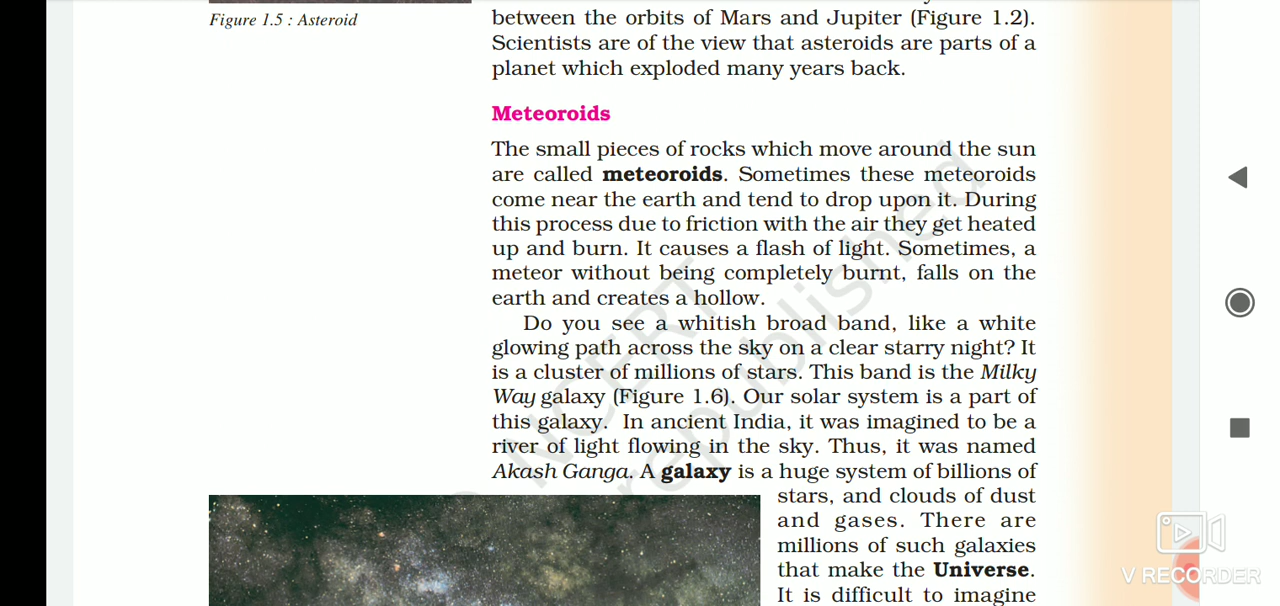 Figure 1.5 : Asteroid
between the orbits of Mars and Jupiter (Figure 1.2).
Scientists are of the view that asteroids are parts of a
planet which exploded many years back.
Meteoroids
The small pieces of rocks which move around the sun
are called meteoroids. Sometimes these meteoroids
come near the earth and tend to drop upon it. During
this process due to friction with the air they get heated
up and burn. It causes a flash of light. Sometimes, a
meteor without being completely burnt, falls on the
earth and creates a hollow.
Do you see a whitish broad band, like a white
glowing path across the sky on a clear starry night? It
is a cluster of millions of stars. This band is the Milky
Way galaxy (Figure 1.6). Our solar system is a part of
this galaxy. In ancient India, it was imagined to be a
river of light flowing in the sky. Thus, it was named
Akash Ganga. A galaxy is a huge system of billions of
stars, and clouds of dust
and gases. There are
millions of such galaxies
that make the Universe.
It is difficult to imagine
NCERT
republished
V RECORDER